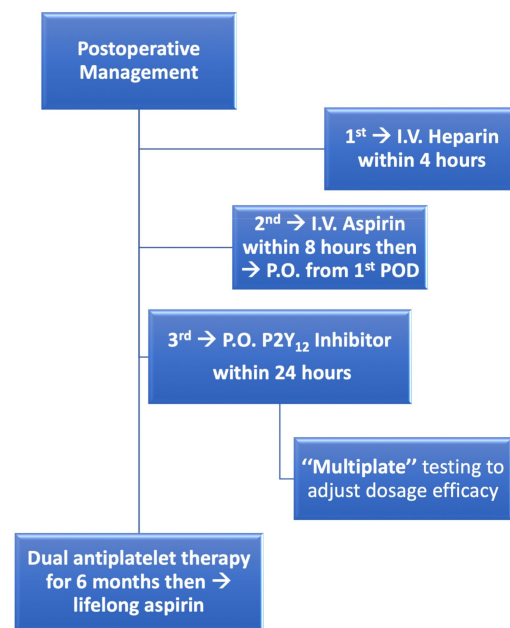 Postoperative
Management
1st → I.V. Heparin
within 4 hours
2nd → I.V. Aspirin
within 8 hours then
→ P.O. from 1st POD
3rd → P.O. P2Y12 Inhibitor
within 24 hours
“Multiplate” testing to
adjust dosage efficacy
Dual antiplatelet therapy
for 6 months then →
lifelong aspirin